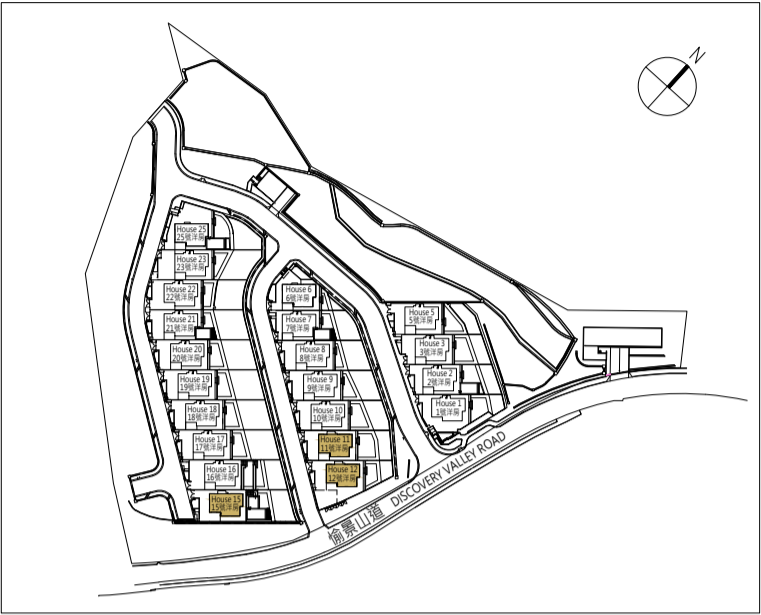 N
House 25
25號洋房
House 23
23號洋房
House 22
22號洋房
House 21
21號洋房
House 20
20號洋房
House 19
19號洋房
House 18
18號洋房
House 17
17號洋房
House 16
16號洋房
House 15
15號洋房
House 6
6號洋房
House 7
7號洋房
House 8
8號洋房
House 9
9號洋房
House 10
10號洋房
House 11
11號洋房
House 12
12號洋房
House 5
5號洋房
House 3
3號洋房
House 2
2號洋房
House 1
1號洋房
愉景山道 DISCOVERY VALLEY ROAD